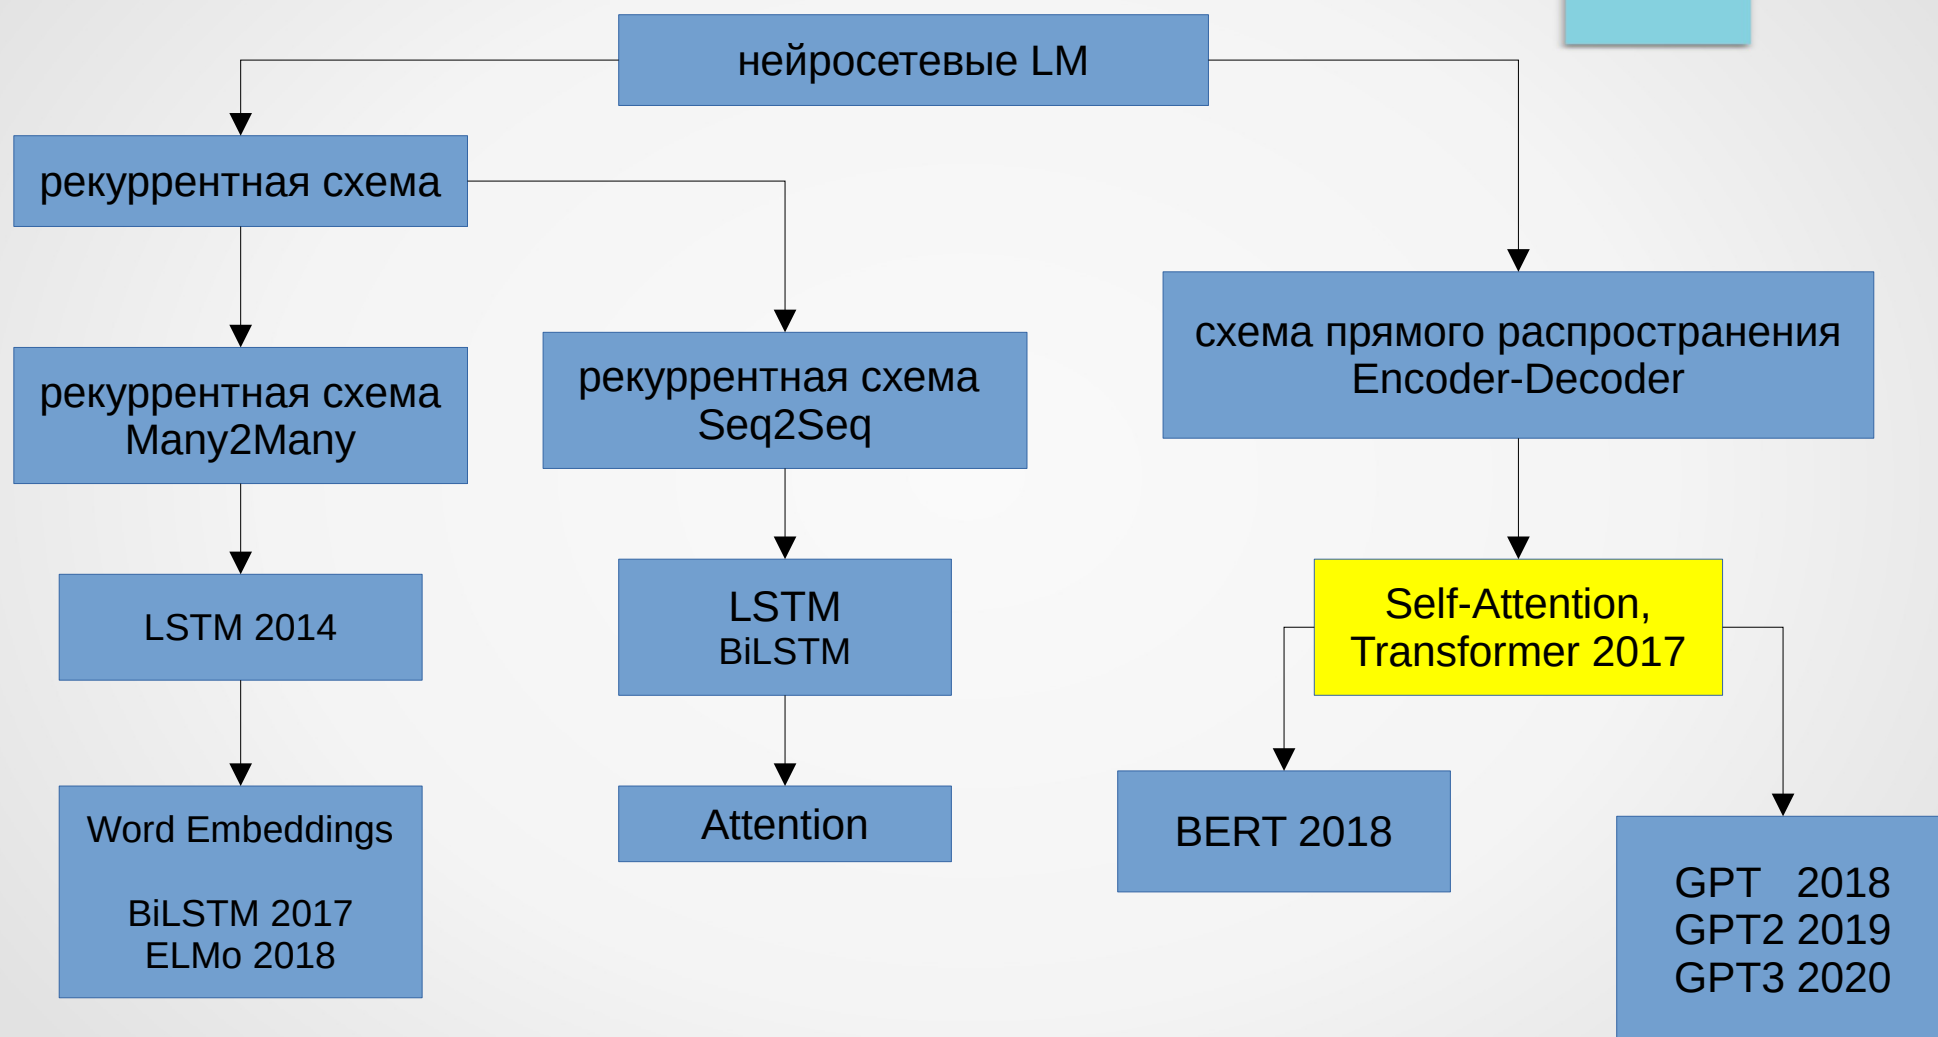 нейросетевые LM
рекуррентная схема
рекуррентная схема
Many2Many
рекуррентная схема
Seq2Seq
схема прямого распространения
Encoder-Decoder
LSTM 2014
LSTM
BiLSTM
Self-Attention,
Transformer 2017
Word Embeddings
BiLSTM 2017
ELMo 2018
Attention
BERT 2018
GPT 2018
GPT2 2019
GPT3 2020